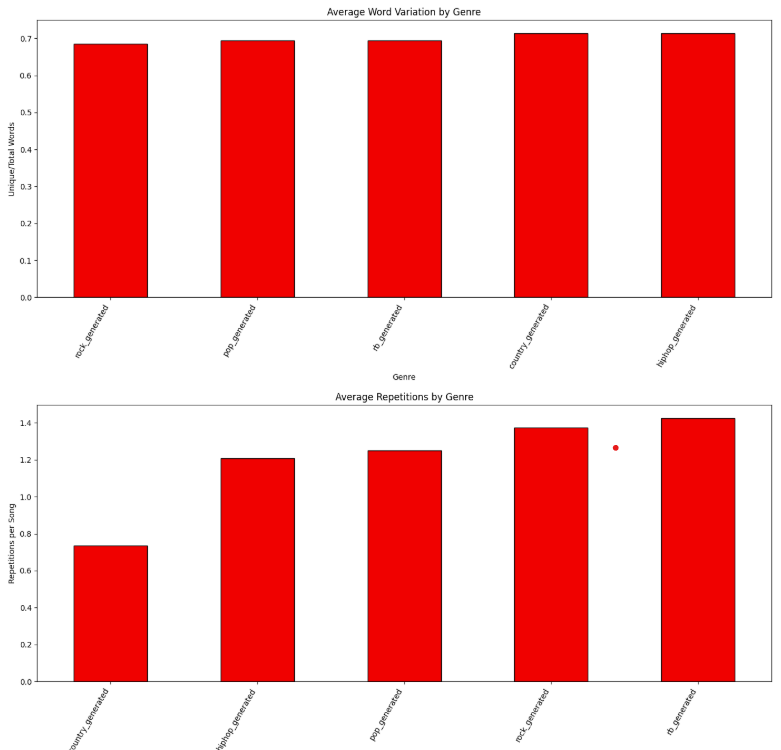 Average Word Variation by Genre
Unique/Total Words
0.7
0.6
0.5
0.4
0.3
0.2
0.1
0.0
rock_generated
pop_generated
rb_generated
country_generated
hiphop_generated
Genre
Average Repetitions by Genre
Repetitions per Song
1.4
1.2
1.0
0.8
0.6
0.4
0.2
0.0
ountry_generated
hiphop_generated
pop_generated
rock_generated
rb_generated